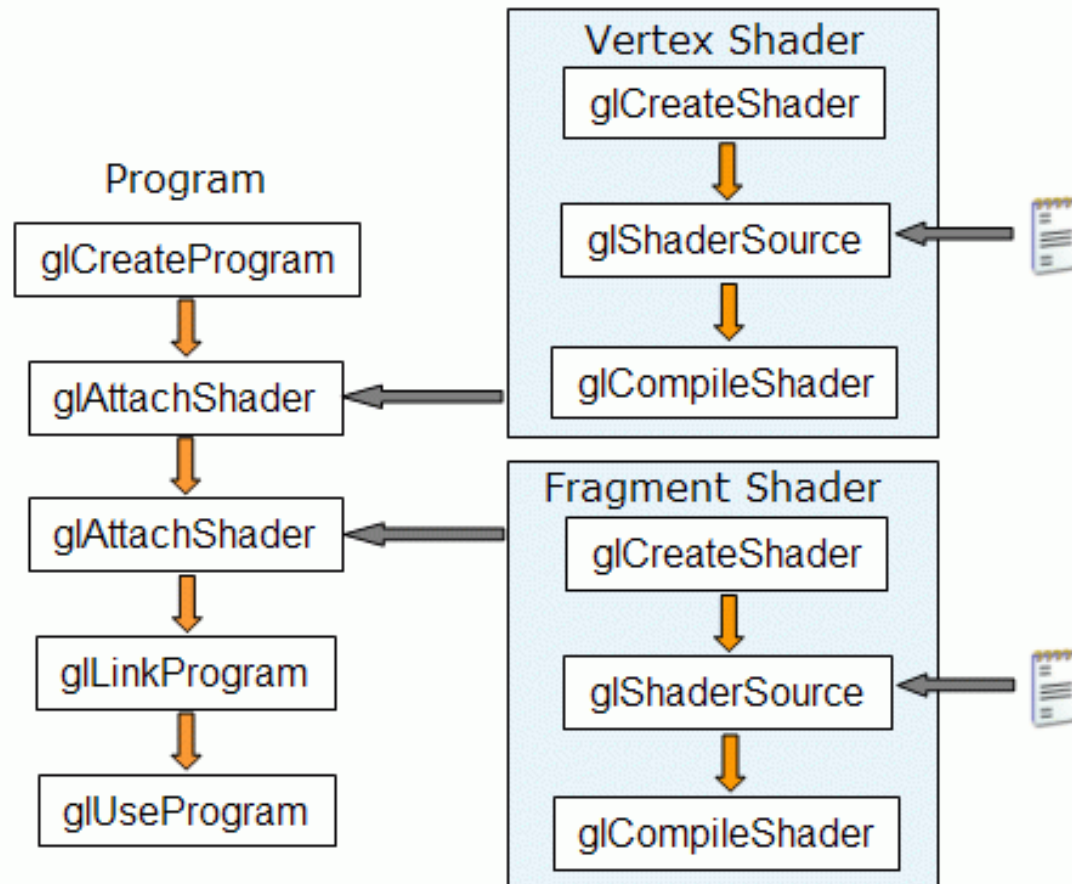 Vertex Shader
glCreateShader
glShaderSource
glCompileShader
Program
glCreateProgram
glAttachShader
glAttachShader
glLinkProgram
glUseProgram
Fragment Shader
glCreateShader
glShaderSource
glCompileShader